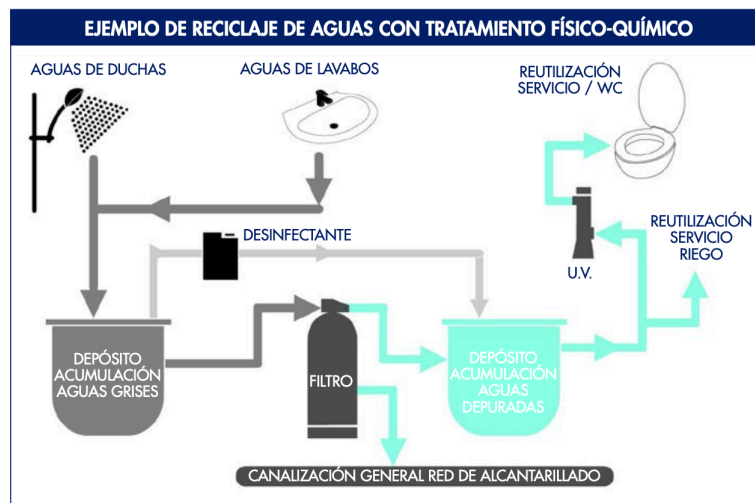 EJEMPLO DE RECICLAJE DE AGUAS CON TRATAMIENTO FÍSICO-QUÍMICO
AGUAS DE DUCHAS
AGUAS DE LAVABOS
REUTILIZACIÓN
SERVICIO / WC
DESINFECTANTE
U.V.
REUTILIZACIÓN
SERVICIO
RIEGO
DEPÓSITO
ACUMULACIÓN
AGUAS GRISES
FILTRO
DEPÓSITO
ACUMULACIÓN
AGUAS
DEPURADAS
CANALIZACIÓN GENERAL RED DE ALCANTARILLADO